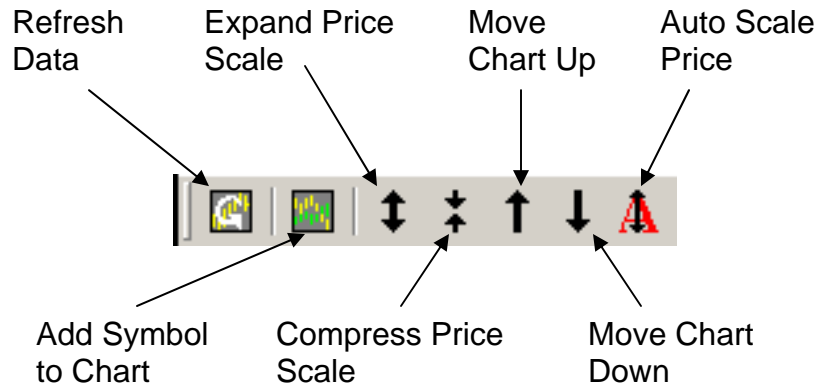 Refresh
Data
Expand Price
Scale
Move
Chart Up
Auto Scale
Price
A
Add Symbol
to Chart
Compress Price
Scale
Move Chart
Down